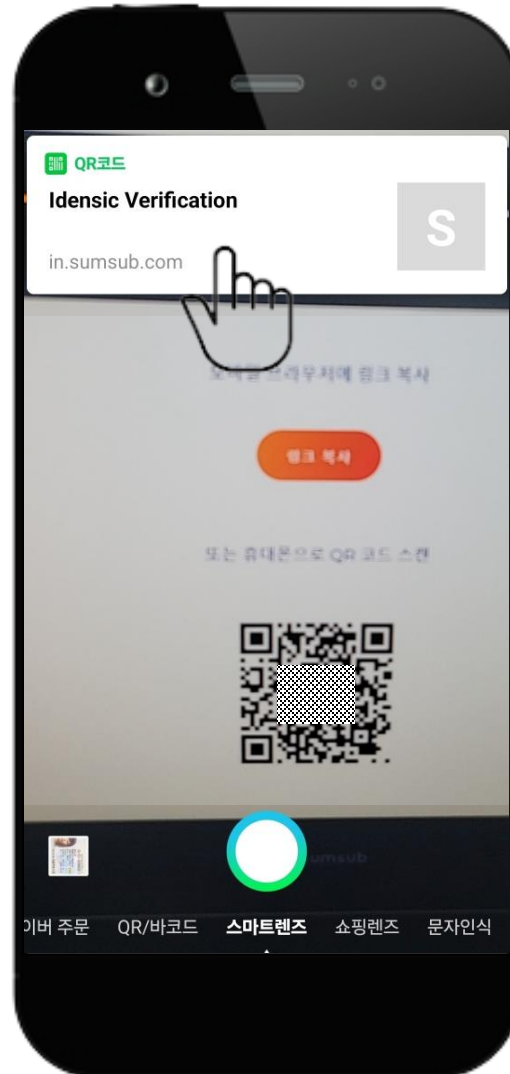 QR코드
Idensic Verification
S
in.sumsub.com
모바일 브라우저에 링크 복사
링크 복사
또는 휴대폰으로 QR 코드 스캔
sumsub
이버 주문
QR/바코드
스마트렌즈
쇼핑렌즈
문자인식